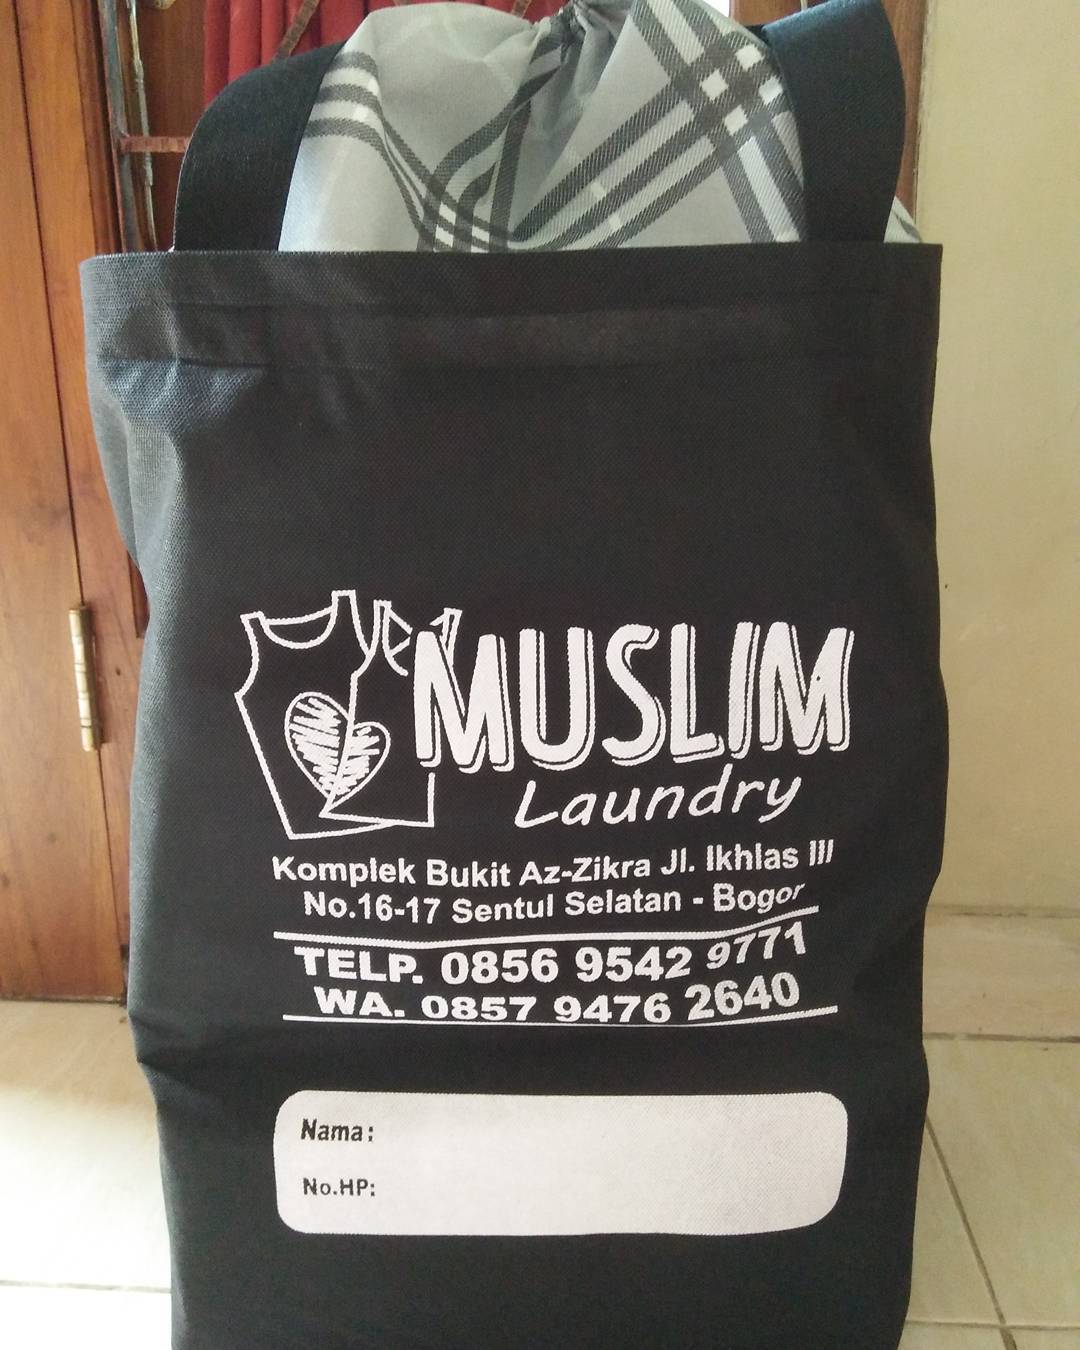 MUSLIM
Laundry
Komplek Bukit Az-Zikra Jl. Ikhlas III
No.16-17 Sentul Selatan - Bogor
TELP. 0856 9542 9771
WA. 0857 9476 2640
Nama:
No.HP: